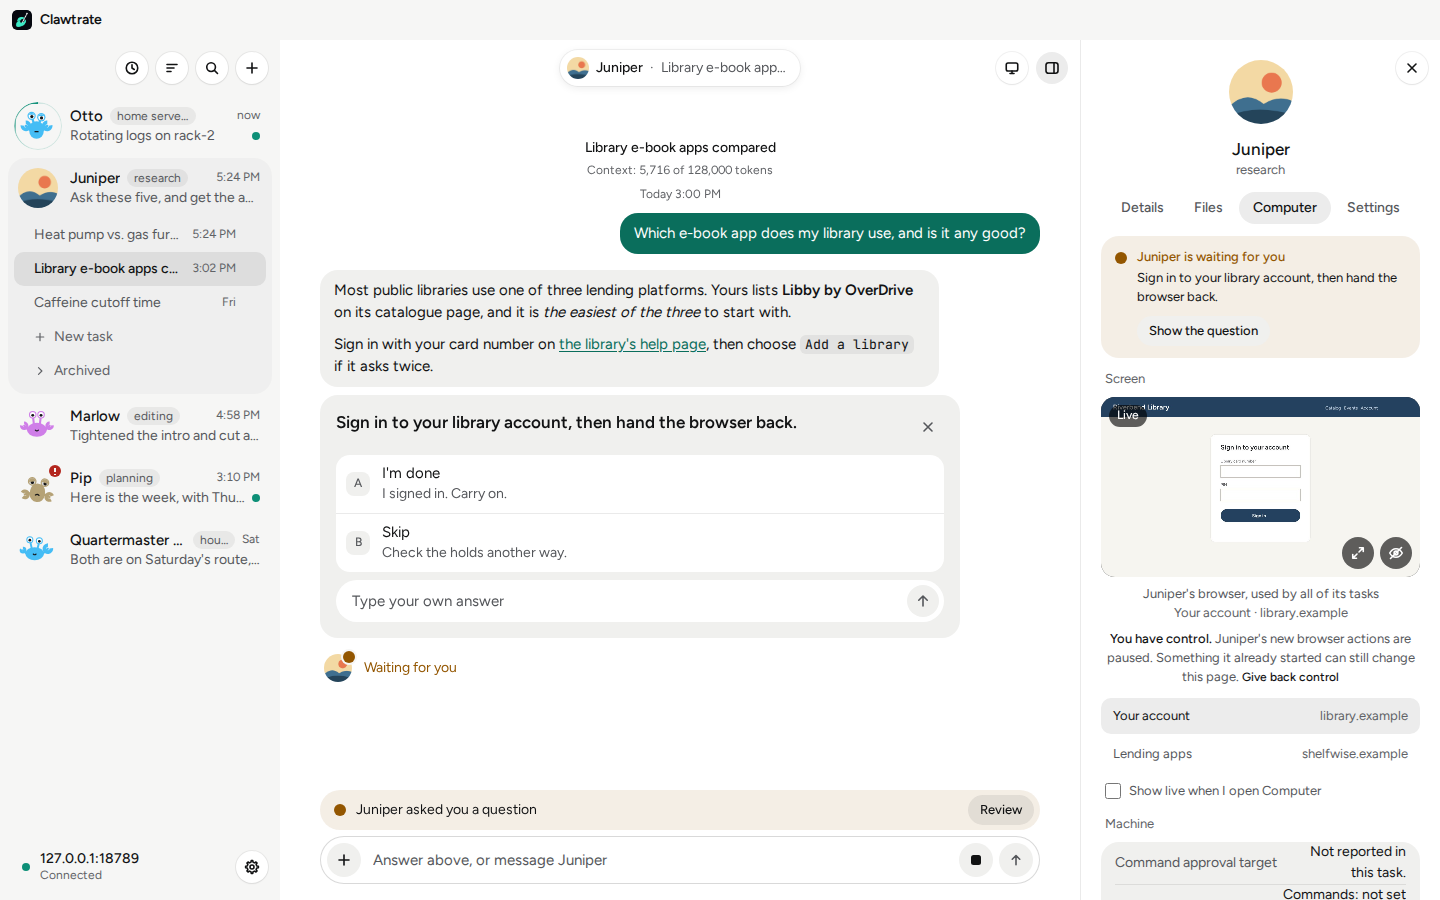 Clawtrate
Otto home serve... now
Rotating logs on rack-2
Juniper research 5:24 PM
Ask these five, and get the a...
Heat pump vs. gas fur... 5:24 PM
Library e-book apps c... 3:02 PM
Caffeine cutoff time Fri
New task
Archived
Marlow editing 4:58 PM
Tightened the intro and cut a...
Pip planning 3:10 PM
Here is the week, with Thu...
Quartermaster ... hou... Sat
Both are on Saturday's route,...
127.0.0.1:18789
Connected
Juniper · Library e-book app...
Library e-book apps compared
Context: 5,716 of 128,000 tokens
Today 3:00 PM
Which e-book app does my library use, and is it any good?
Most public libraries use one of three lending platforms. Yours lists Libby by OverDrive
on its catalogue page, and it is the easiest of the three to start with.
Sign in with your card number on the library's help page, then choose Add a library
if it asks twice.
Sign in to your library account, then hand the browser back.
A I'm done
I signed in. Carry on.
B Skip
Check the holds another way.
Type your own answer
Waiting for you
Juniper asked you a question Review
Answer above, or message Juniper
Juniper
research
Details Files Computer Settings
Juniper is waiting for you
Sign in to your library account, then hand the
browser back.
Show the question
Screen
Live
Library
Catalog Events Account
Sign in to your account
Library card number
PIN
Sign in
Juniper's browser, used by all of its tasks
Your account · library.example
You have control. Juniper's new browser actions are
paused. Something it already started can still change
this page. Give back control
Your account library.example
Lending apps shelfwise.example
Show live when I open Computer
Machine
Command approval target Not reported in
this task.
Commands: not set